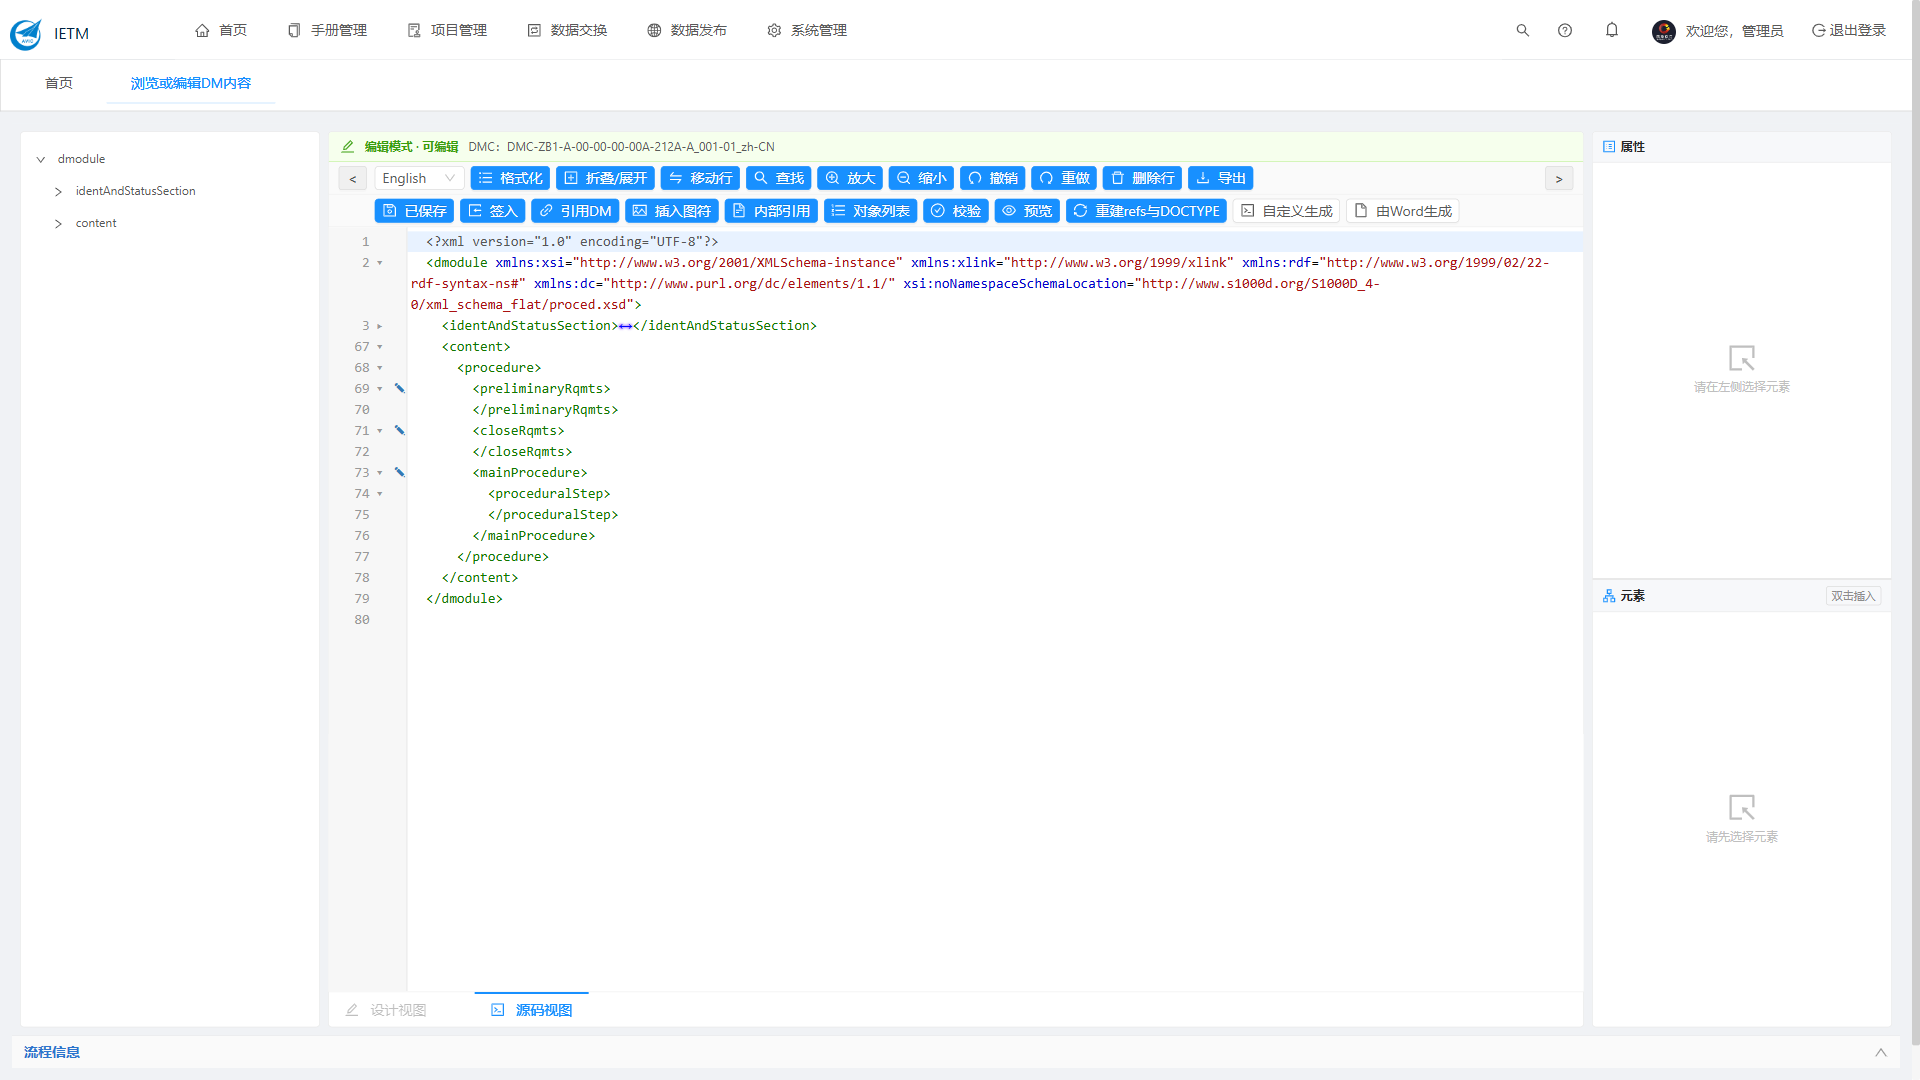 IETM
首页
手册管理
项目管理
数据交换
数据发布
系统管理
欢迎您，管理员
退出登录
首页
浏览或编辑DM内容
dmodule
identAndStatusSection
content
编辑模式 · 可编辑 DMC：DMC-ZB1-A-00-00-00-00A-212A-A_001-01_zh-CN
< English 格式化 折叠/展开 移动行 查找 放大 缩小 撤销 重做 删除行 导出 >
已保存 签入 引用DM 插入图符 内部引用 对象列表 校验 预览 重建refs与DOCTYPE 自定义生成 由Word生成
1 <?xml version="1.0" encoding="UTF-8"?>
2 <dmodule xmlns:xsi="http://www.w3.org/2001/XMLSchema-instance" xmlns:xlink="http://www.w3.org/1999/xlink" xmlns:rdf="http://www.w3.org/1999/02/22-
rdf-syntax-ns#" xmlns:dc="http://www.purl.org/dc/elements/1.1/" xsi:noNamespaceSchemaLocation="http://www.s1000d.org/S1000D_4-
0/xml_schema_flat/proced.xsd">
3 <identAndStatusSection>↔</identAndStatusSection>
67 <content>
68 <procedure>
69 <preliminaryRqmts>
70 </preliminaryRqmts>
71 <closeRqmts>
72 </closeRqmts>
73 <mainProcedure>
74 <proceduralStep>
75 </proceduralStep>
76 </mainProcedure>
77 </procedure>
78 </content>
79 </dmodule>
80
设计视图
源码视图
属性
请在左侧选择元素
元素
双击插入
请先选择元素
流程信息